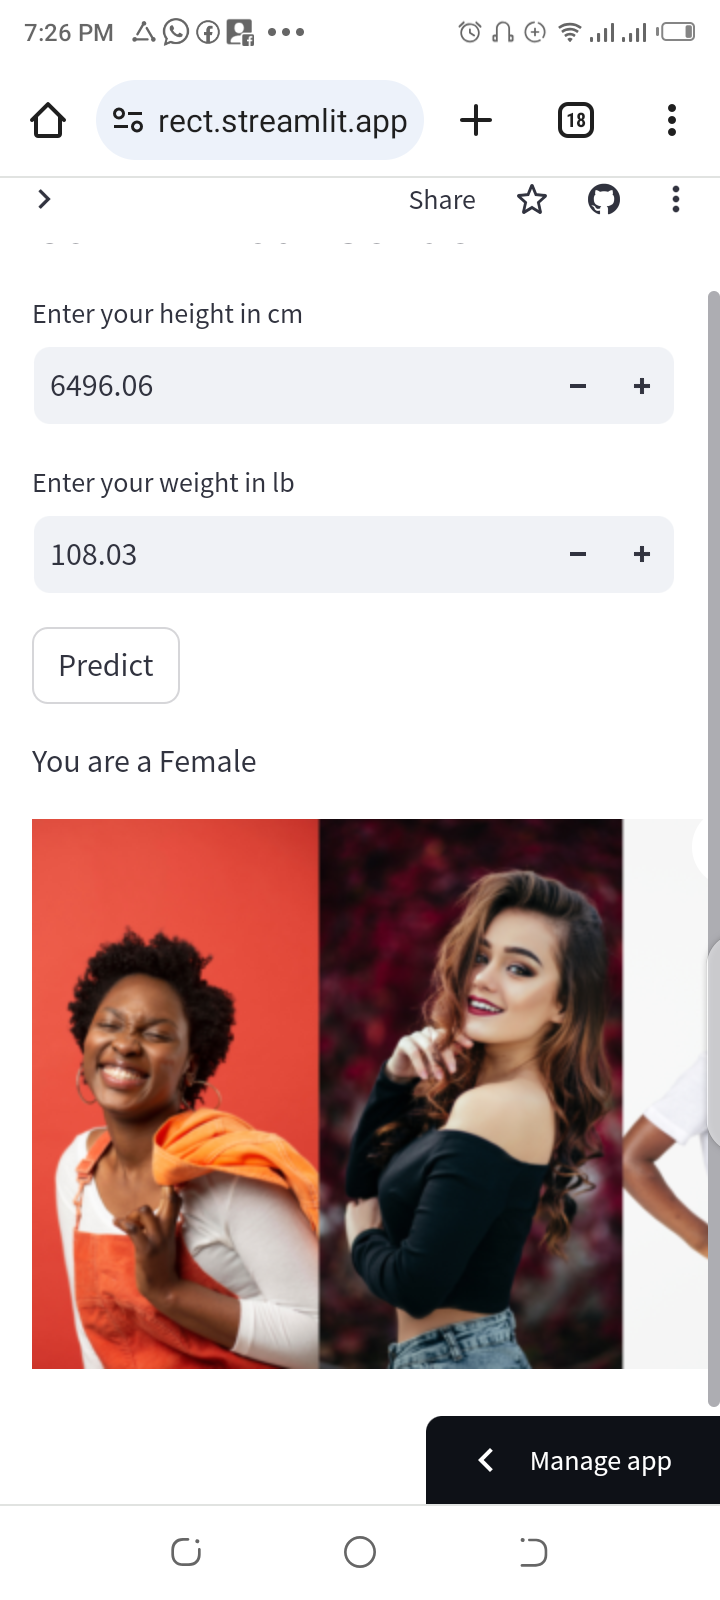 7:26 PM
rect.streamlit.app
18
Share
Enter your height in cm
6496.06
Enter your weight in lb
108.03
Predict
You are a Female
Manage app